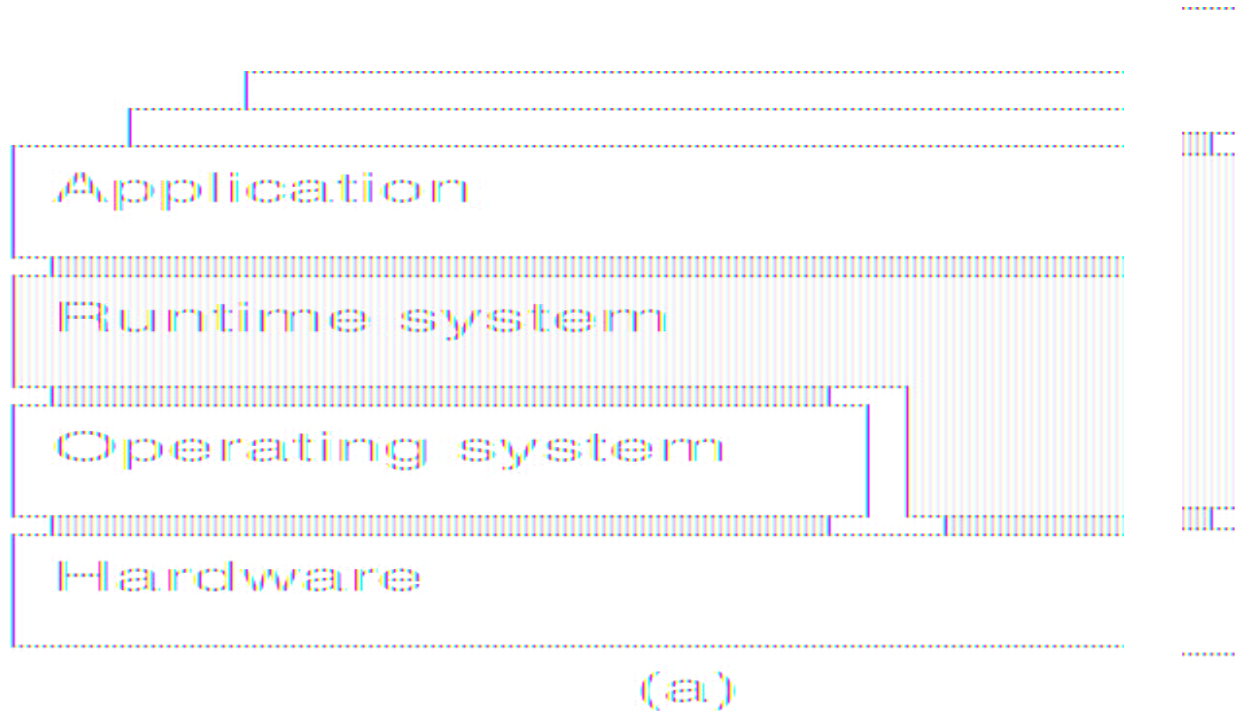 Application
Runtime system
Operating system
Hardware
(a)